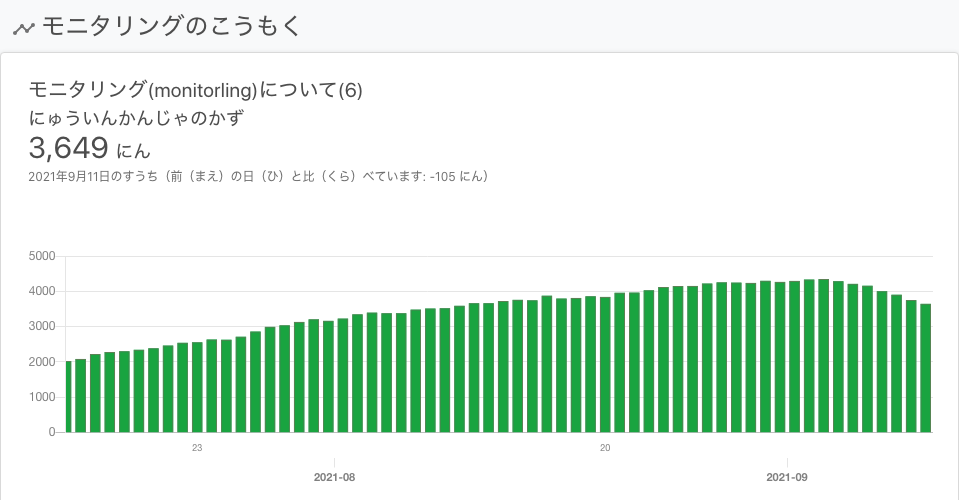 モニタリングのこうもく
モニタリング(monitorling)について(6)
にゅういんかんじゃのかず
3,649 にん
2021年9月11日のすうち（前（まえ）の日（ひ）と比（くら）べています: -105 にん）
5000
4000
3000
2000
1000
0
23
20
2021-08
2021-09